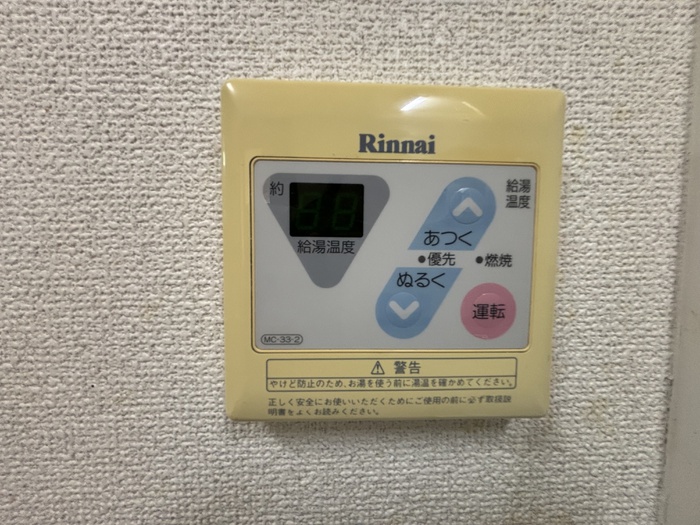 Rinnai
約
給湯温度
給湯
温度
あつく
●優先 ●燃焼
ぬるく
運転
MC-33-2
⚠ 警告
やけど防止のため、お湯を使う前に湯温を確かめてください。
正しく安全にお使いいただくためにご使用の前に必ず取扱説
明書をよくお読みください。